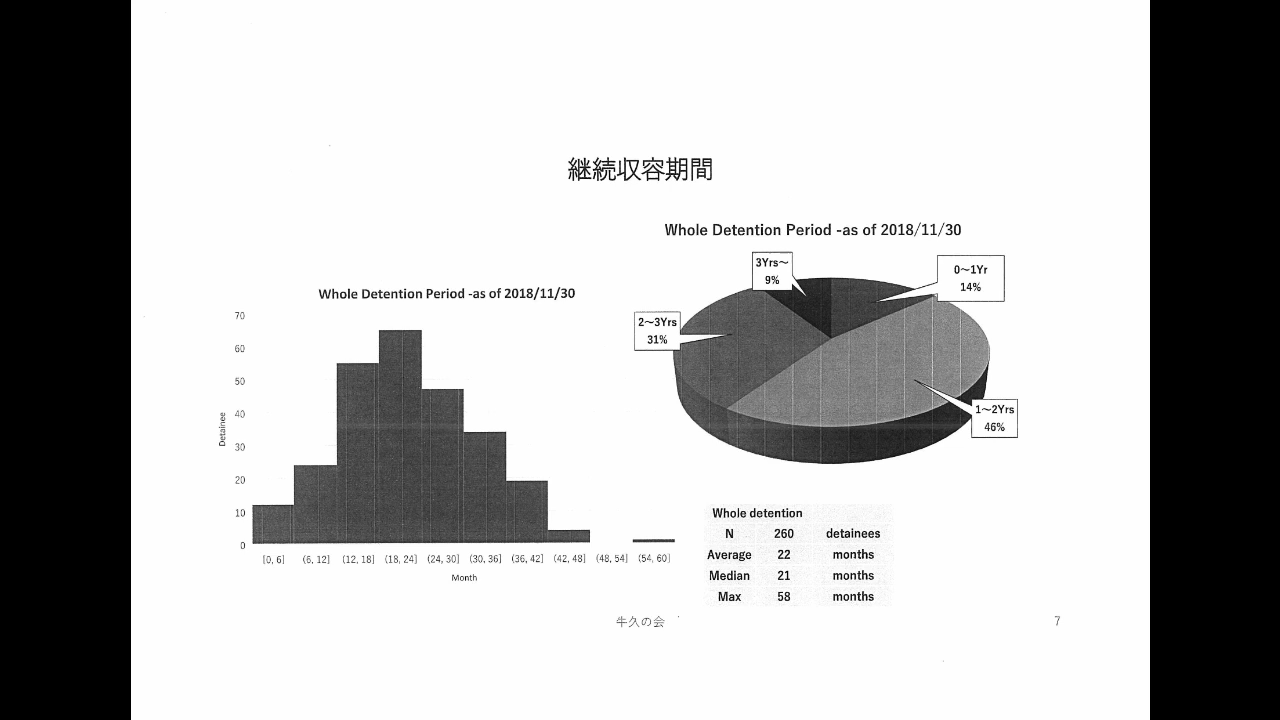 継続収容期間
Whole Detention Period -as of 2018/11/30
70
60
50
40
30
20
10
0
Detainee
[0, 6]
(6, 12]
(12, 18]
(18, 24]
(24, 30]
(30, 36]
(36, 42]
(42, 48]
(48, 54]
(54, 60]
Month
Whole Detention Period -as of 2018/11/30
3Yrs～
9%
0～1Yr
14%
2～3Yrs
31%
1～2Yrs
46%
Whole detention
N 260 detainees
Average 22 months
Median 21 months
Max 58 months
牛久の会
7